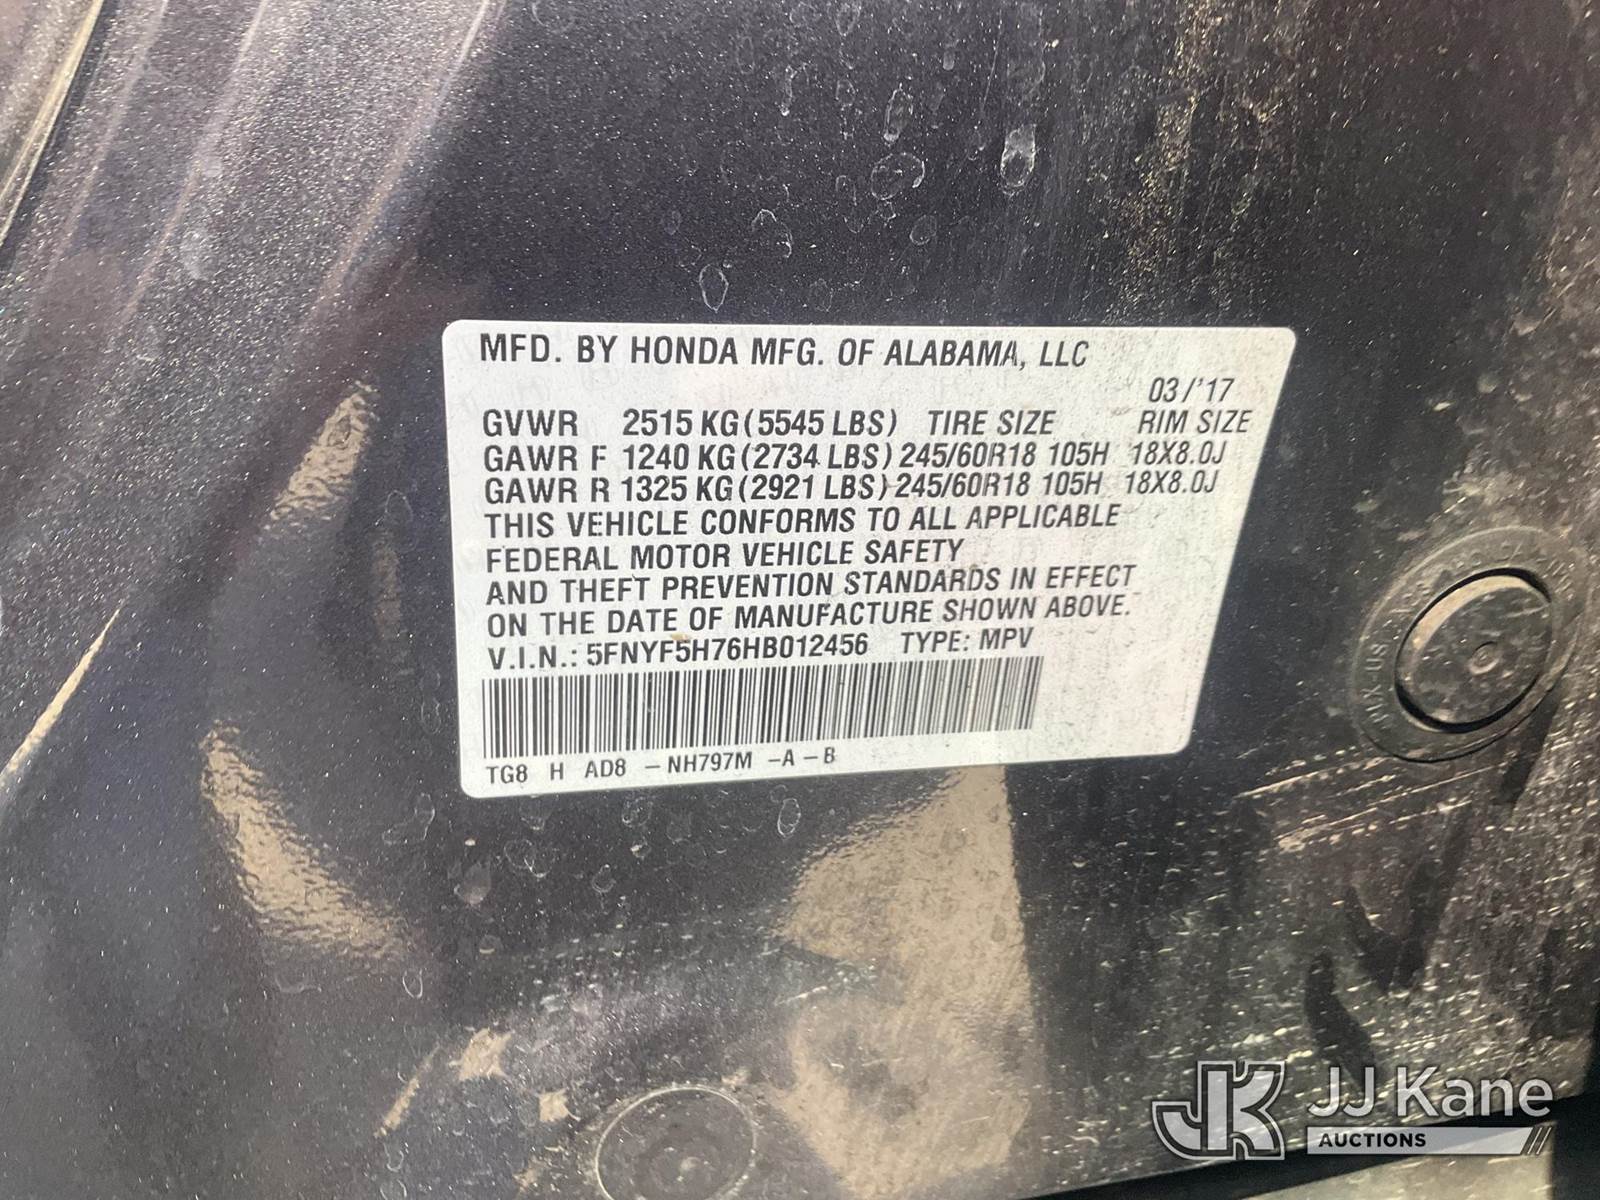 MFD. BY HONDA MFG. OF ALABAMA, LLC
03/'17
GVWR 2515 KG (5545 LBS) TIRE SIZE RIM SIZE
GAWR F 1240 KG (2734 LBS) 245/60R18 105H 18X8.0J
GAWR R 1325 KG (2921 LBS) 245/60R18 105H 18X8.0J
THIS VEHICLE CONFORMS TO ALL APPLICABLE
FEDERAL MOTOR VEHICLE SAFETY
AND THEFT PREVENTION STANDARDS IN EFFECT
ON THE DATE OF MANUFACTURE SHOWN ABOVE.
V.I.N.: 5FNYF5H76HB012456 TYPE: MPV
TG8 H AD8 -NH797M -A -B
JK JJ Kane
AUCTIONS